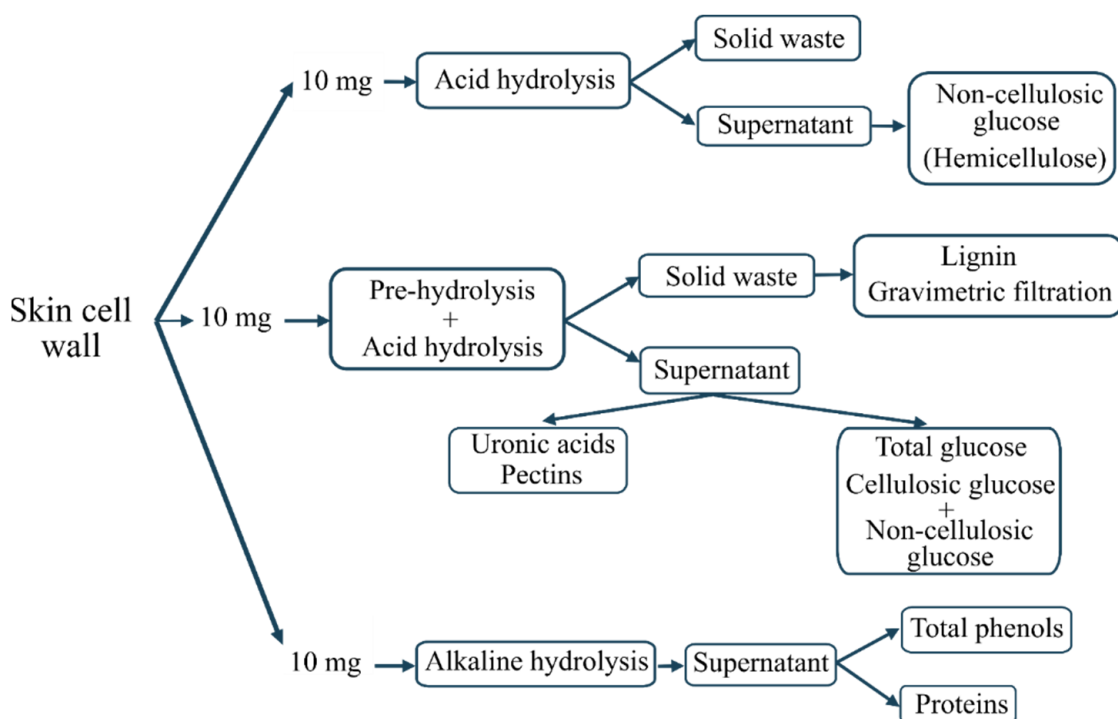 Skin cell
wall
10 mg
Acid hydrolysis
Solid waste
Supernatant
Non-cellulosic
glucose
(Hemicellulose)
10 mg
Pre-hydrolysis
+
Acid hydrolysis
Solid waste
Lignin
Gravimetric filtration
Supernatant
Uronic acids
Pectins
Total glucose
Cellulosic glucose
+
Non-cellulosic
glucose
10 mg
Alkaline hydrolysis
Supernatant
Total phenols
Proteins